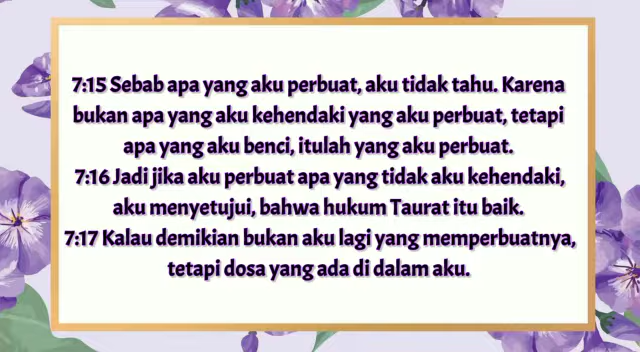 7:15 Sebab apa yang aku perbuat, aku tidak tahu. Karena
bukan apa yang aku kehendaki yang aku perbuat, tetapi
apa yang aku benci, itulah yang aku perbuat.
7:16 Jadi jika aku perbuat apa yang tidak aku kehendaki,
aku menyetujui, bahwa hukum Taurat itu baik.
7:17 Kalau demikian bukan aku lagi yang memperbuatnya,
tetapi dosa yang ada di dalam aku.